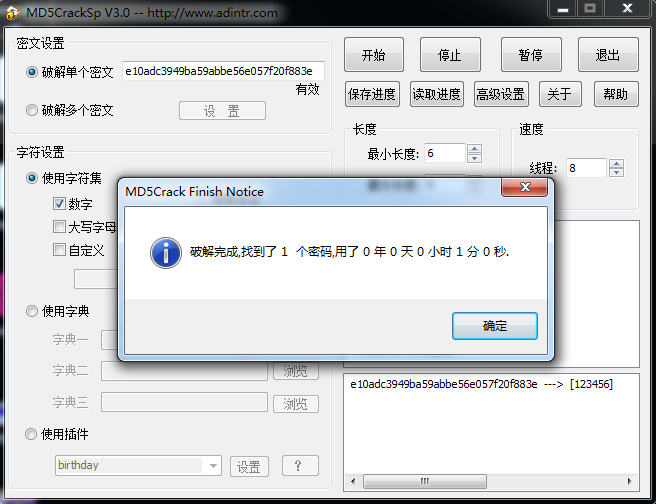 MD5CrackSp V3.0 -- http://www.adintr.com
密文设置
破解单个密文
e10adc3949ba59abbe56e057f20f883e
有效
破解多个密文
设 置
开始
停止
暂停
退出
保存进度
读取进度
高级设置
关于
帮助
长度
最小长度: 6
速度
线程: 8
字符设置
使用字符集
数字
大写字母
自定义
MD5Crack Finish Notice
破解完成,找到了 1 个密码,用了 0 年 0 天 0 小时 1 分 0 秒.
确定
使用字典
字典一
字典二
浏览
字典三
浏览
使用插件
birthday
设置
?
e10adc3949ba59abbe56e057f20f883e ---> [123456]